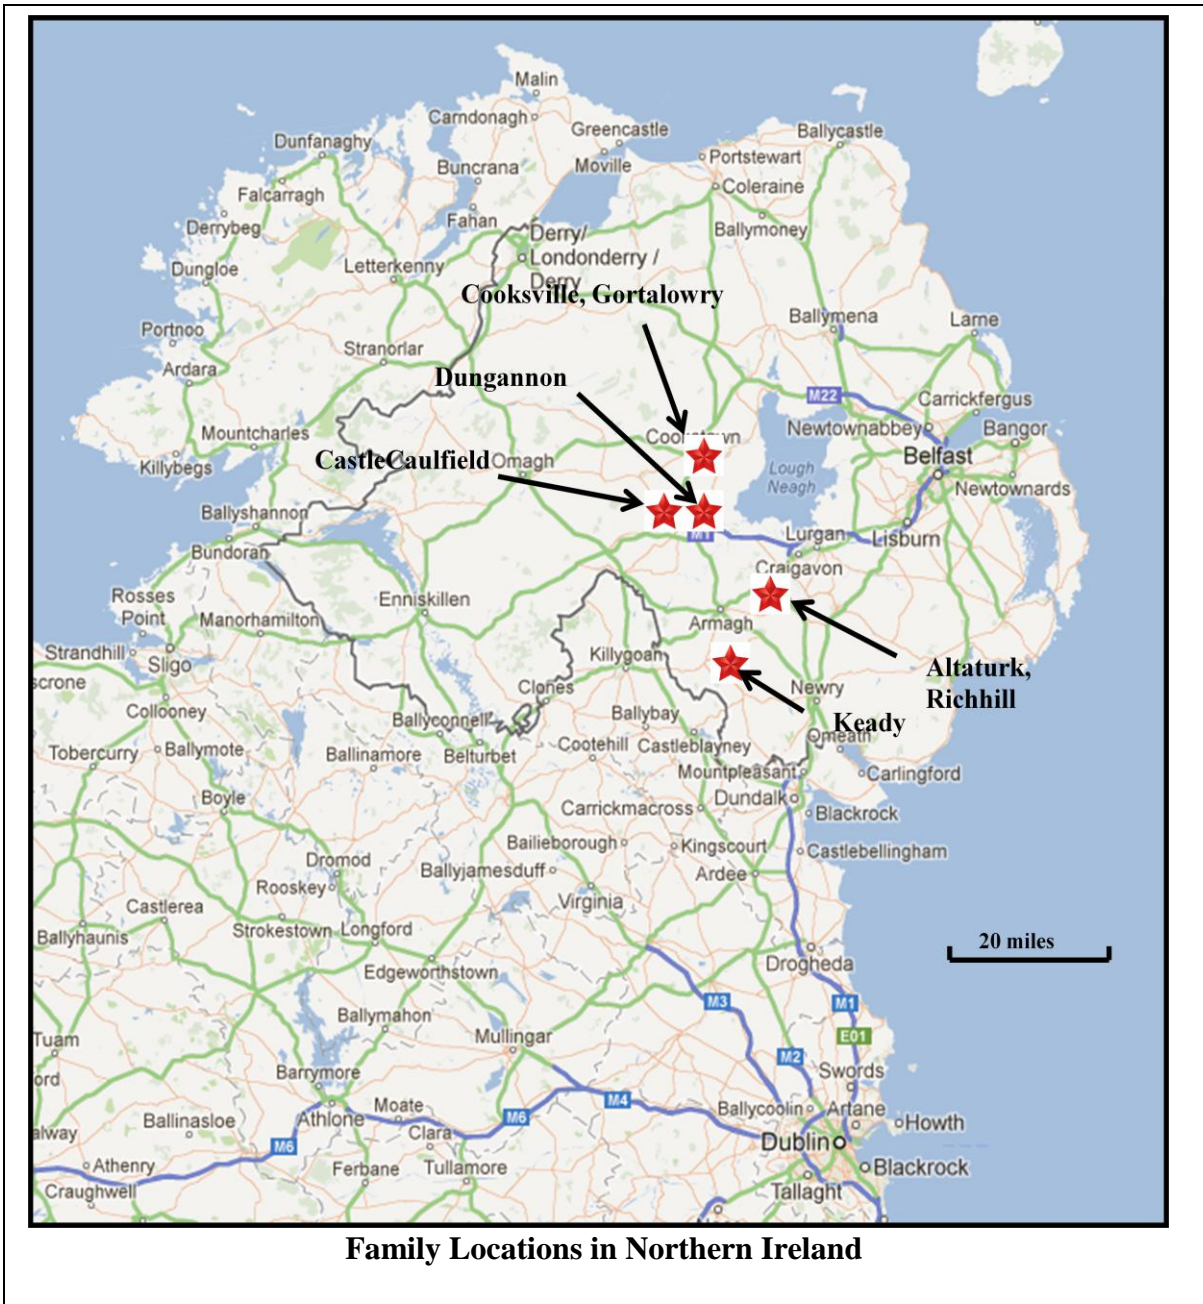 Malin
Carndonagh
Greencastle
Ballycastle
Dunfanaghy
Portstewart
Buncrana
Moville
Coleraine
Falcarragh
Fahan
Ballymoney
Derrybeg
Derry/
Londonderry /
Derry
Dungloe
Letterkenny
Cooksville, Gortalowry
Portnoo
Ballymena
Larne
Stranorlar
Ardara
Dungannon
M22
Carrickfergus
Mountcharles
Cookstown
Newtownabbey
Bangor
Killybegs
CastleCaulfield
Omagh
Belfast
Lough
Neagh
Newtownards
Ballyshannon
M1
Lurgan
Lisburn
Bundoran
Craigavon
Rosses
Point
Enniskillen
Manorhamilton
Armagh
Strandhill
Sligo
Killygoan
Altaturk,
Richhill
scrone
Clones
Newry
Collooney
Ballyconnell
Ballybay
Keady
Omeath
Tobercurry
Ballymote
Ballinamore
Belturbet
Cootehill
Castleblayney
Mountpleasant
Carlingford
Boyle
Carrickmacross
Dundalk
Blackrock
Bailieborough
Kingscourt
Castlebellingham
Dromod
Ballyjamesduff
Ardee
Rooskey
Virginia
Castlerea
Ballyhaunis
Strokestown
Longford
20 miles
Edgeworthstown
Drogheda
M3
M1
Ballymahon
Tuam
Mullingar
E01
M2
ord
Barrymore
Swords
Moate
M4
Ballycoolin
Artane
Ballinasloe
Athlone
M6
Howth
alway
Clara
M6
Dublin
Athenry
Ferbane
Tullamore
Blackrock
Craughwell
Tallaght
Family Locations in Northern Ireland